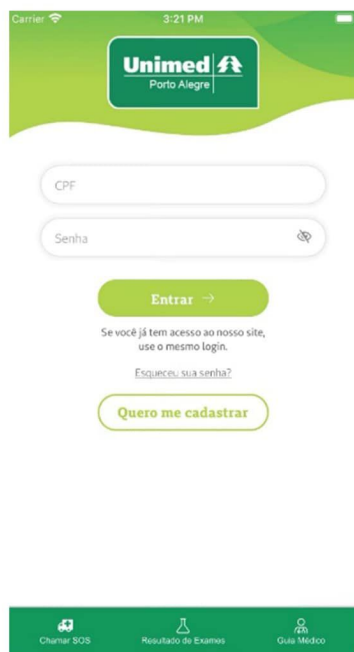 Carrier
3:21 PM
Unimed
Porto Alegre
CPF
Senha
Entrar →
Se você já tem acesso ao nosso site,
use o mesmo login.
Esqueceu sua senha?
Quero me cadastrar
Chamar SOS
Resultado de Exames
Guia Médico